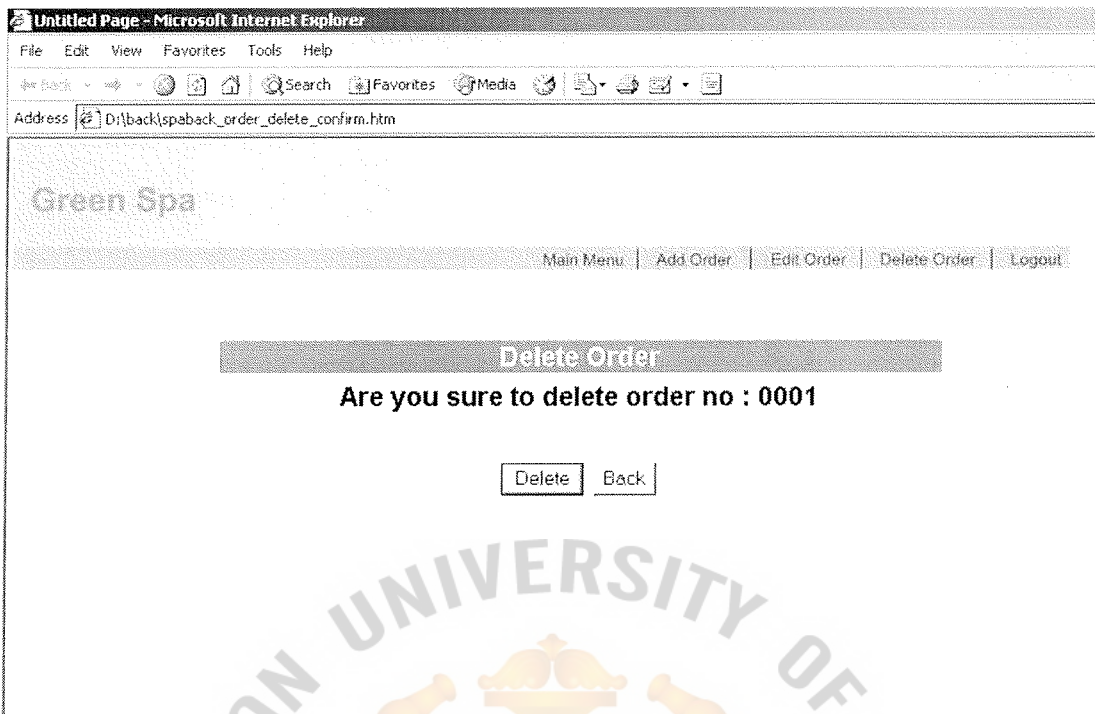 Untitled Page - Microsoft Internet Explorer
File Edit View Favorites Tools Help
Back Search Favorites Media
Address D:\back\spaback_order_delete_confirm.htm
Green Spa
Main Menu | Add Order | Edit Order | Delete Order | Logout
Delete Order
Are you sure to delete order no : 0001
Delete Back
ON UNIVERSITY OF